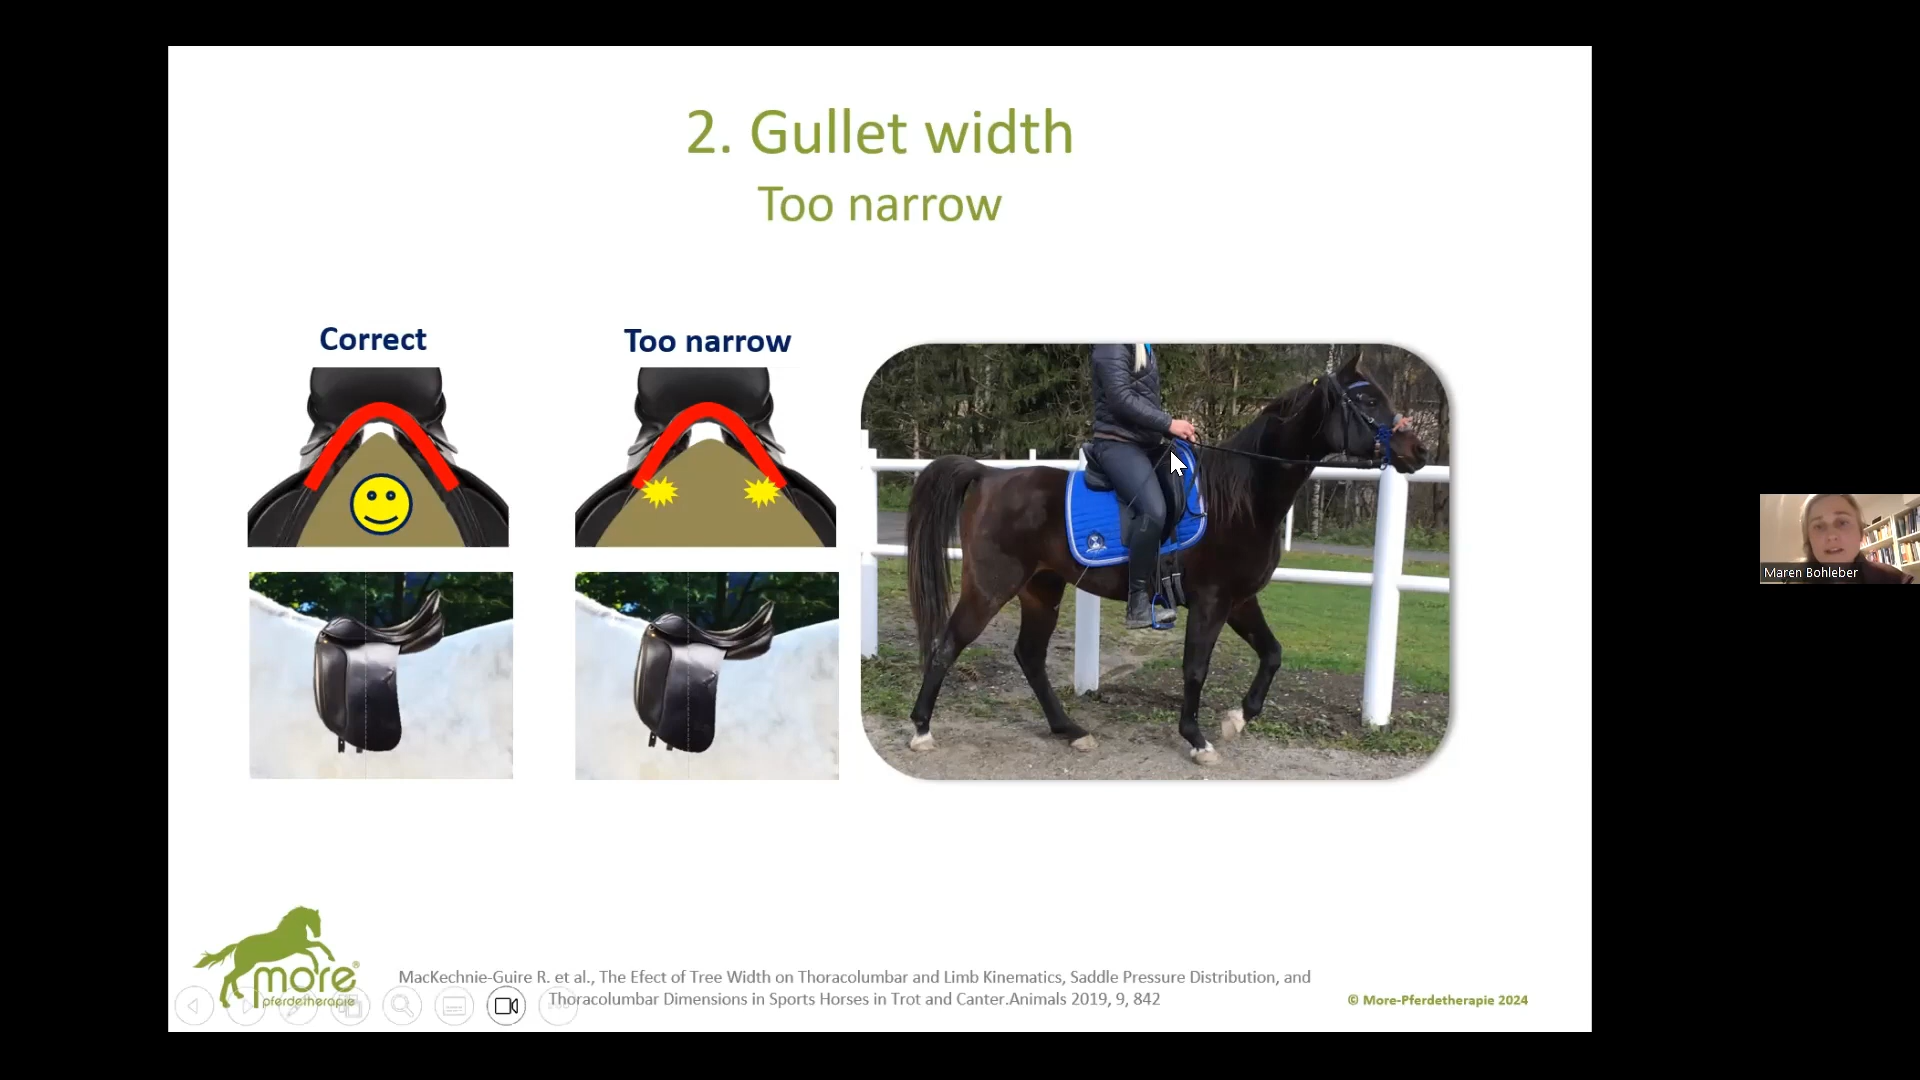 2. Gullet width
Too narrow
Correct
Too narrow
Maren Bohleber
more®
pferdetherapie
MacKechnie-Guire R. et al., The Efect of Tree Width on Thoracolumbar and Limb Kinematics, Saddle Pressure Distribution, and
Thoracolumbar Dimensions in Sports Horses in Trot and Canter.Animals 2019, 9, 842
© More-Pferdetherapie 2024